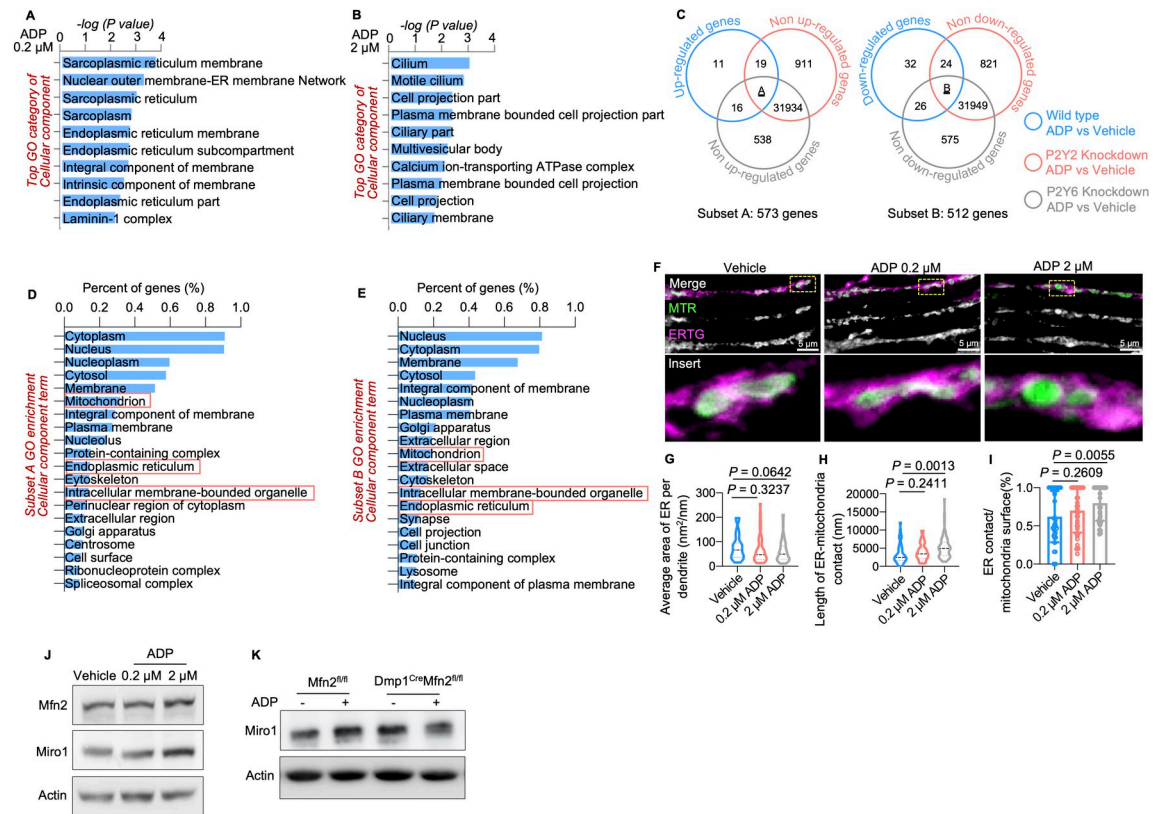 A
-log (P value)
ADP
0.2 μM
0 1 2 3 4
Top GO category of
Cellular component
Sarcoplasmic reticulum membrane
Nuclear outer membrane-ER membrane Network
Sarcoplasmic reticulum
Sarcoplasm
Endoplasmic reticulum membrane
Endoplasmic reticulum subcompartment
Integral component of membrane
Intrinsic component of membrane
Endoplasmic reticulum part
Laminin-1 complex
B
-log (P value)
ADP
2 μM
0 1 2 3 4
Top GO category of
Cellular component
Cilium
Motile cilium
Cell projection part
Plasma membrane bounded cell projection part
Ciliary part
Multivesicular body
Calcium ion-transporting ATPase complex
Plasma membrane bounded cell projection
Cell projection
Ciliary membrane
C
Up-regulated genes
Non up-regulated genes
Non up-regulated genes
11 19 911
A
16 31934
538
Subset A: 573 genes
Down-regulated genes
Non down-regulated genes
Non down-regulated genes
32 24 821
B
26 31949
575
Subset B: 512 genes
Wild type
ADP vs Vehicle
P2Y2 Knockdown
ADP vs Vehicle
P2Y6 Knockdown
ADP vs Vehicle
D
Percent of genes (%)
0.0 0.2 0.4 0.6 0.8 1.0
Subset A GO enrichment
Cellular component term
Cytoplasm
Nucleus
Nucleoplasm
Cytosol
Membrane
Mitochondrion
Integral component of membrane
Plasma membrane
Nucleolus
Protein-containing complex
Endoplasmic reticulum
Cytoskeleton
Intracellular membrane-bounded organelle
Perinuclear region of cytoplasm
Extracellular region
Golgi apparatus
Centrosome
Cell surface
Ribonucleoprotein complex
Spliceosomal complex
E
Percent of genes (%)
0.0 0.2 0.4 0.6 0.8 1.0
Subset B GO enrichment
Cellular component term
Nucleus
Cytoplasm
Membrane
Cytosol
Integral component of membrane
Nucleoplasm
Plasma membrane
Golgi apparatus
Extracellular region
Mitochondrion
Extracellular space
Cytoskeleton
Intracellular membrane-bounded organelle
Endoplasmic reticulum
Synapse
Cell projection
Cell junction
Protein-containing complex
Lysosome
Integral component of plasma membrane
F
Vehicle
ADP 0.2 μM
ADP 2 μM
Merge
MTR
ERTG
5 μm
5 μm
5 μm
Insert
G
P = 0.0642
P = 0.3237
Average area of ER per
dendrite (nm²/nm)
300
200
100
0
Vehicle
0.2 μM ADP
2 μM ADP
H
P = 0.0013
P = 0.2411
Length of ER-mitochondria
contact (nm)
20000
15000
10000
5000
0
Vehicle
0.2 μM ADP
2 μM ADP
I
P = 0.0055
P = 0.2609
ER contact/
mitochondria surface(%)
1.0
0.5
0.0
Vehicle
0.2 μM ADP
2 μM ADP
J
ADP
Vehicle 0.2 μM 2 μM
Mfn2
Miro1
Actin
K
Mfn2fl/fl
Dmp1CreMfn2fl/fl
ADP - + - +
Miro1
Actin